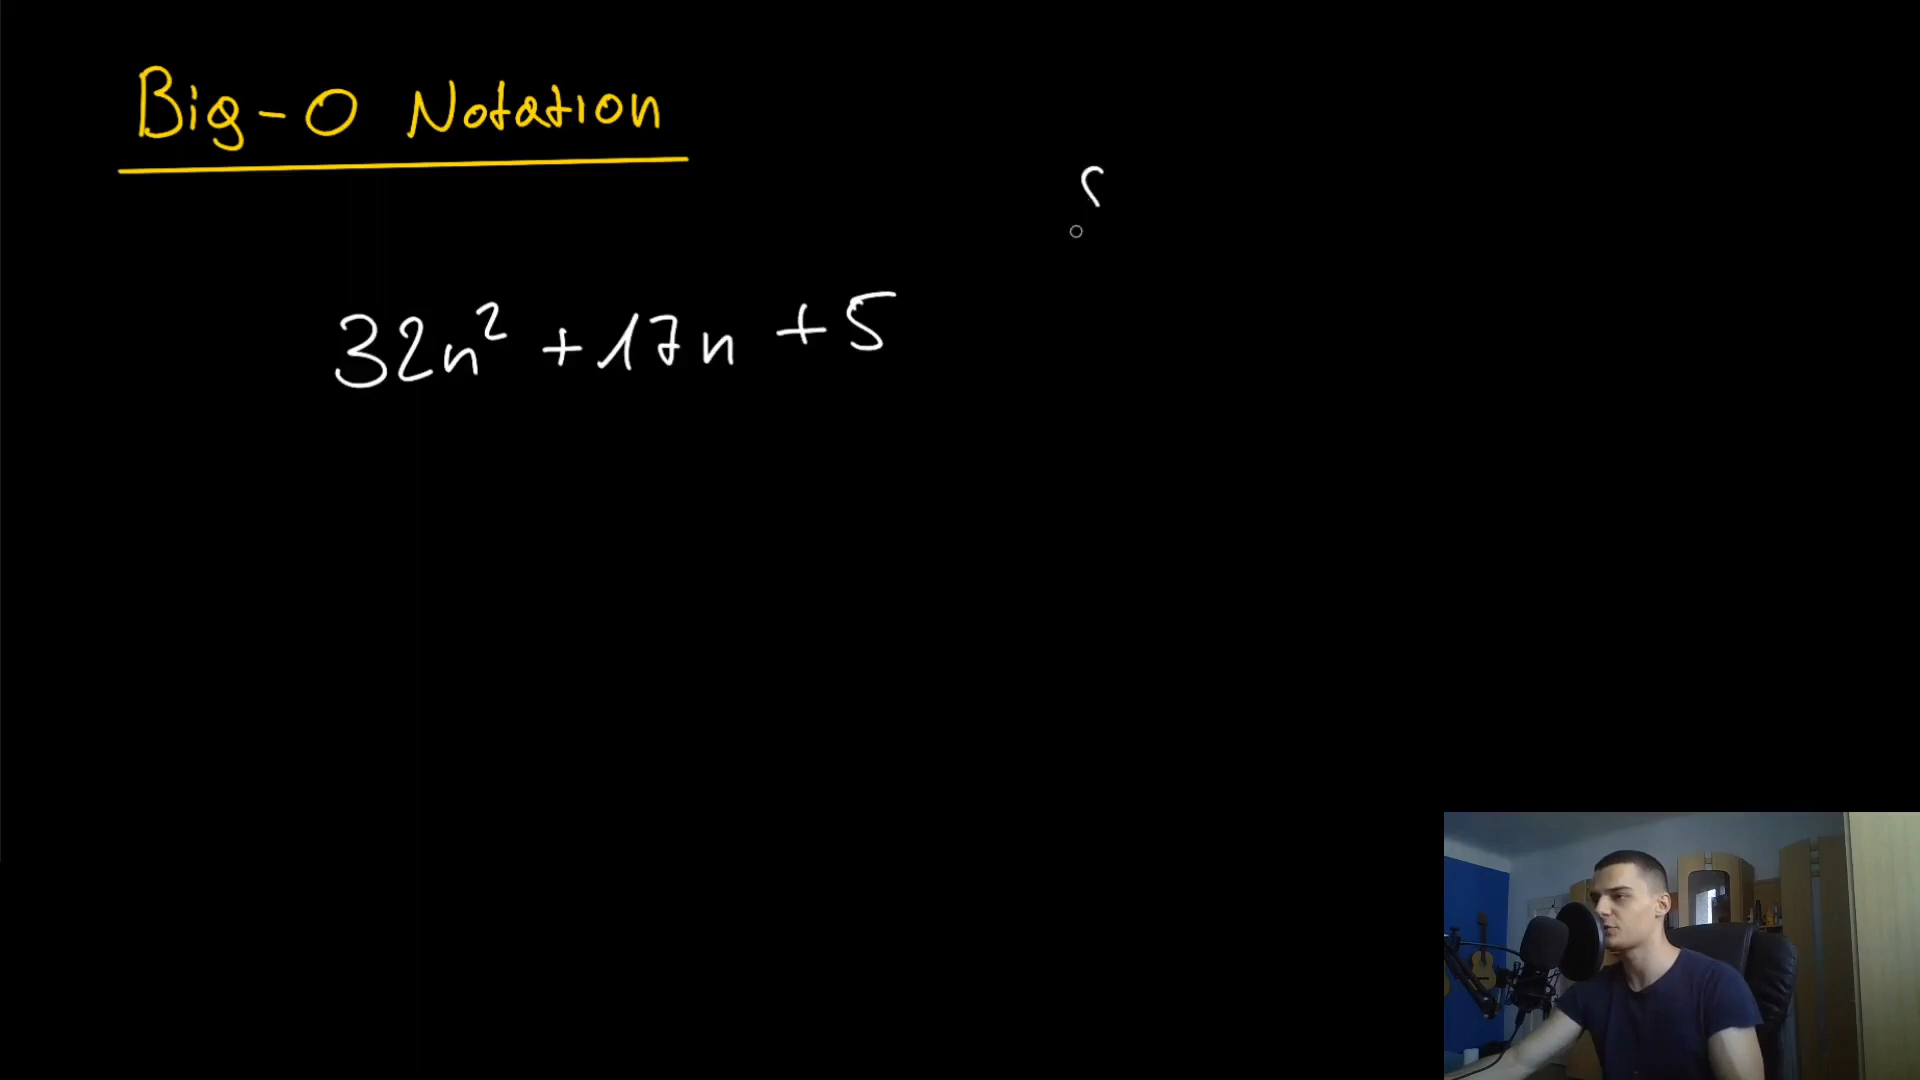 Big-O Notation
32n² + 17n + 5